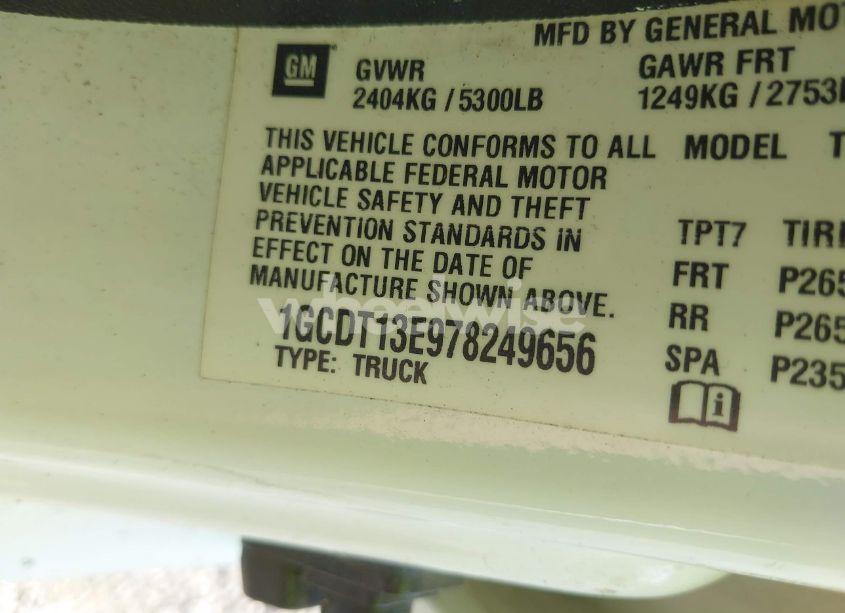 MFD BY GENERAL MO
GM
GVWR
2404KG / 5300LB
GAWR FRT
1249KG / 2753
THIS VEHICLE CONFORMS TO ALL
APPLICABLE FEDERAL MOTOR
VEHICLE SAFETY AND THEFT
PREVENTION STANDARDS IN
EFFECT ON THE DATE OF
MANUFACTURE SHOWN ABOVE.
1GCDT13E978249656
TYPE: TRUCK
MODEL T
TPT7 TIR
FRT P265
RR P265
SPA P235
i
wheelwise